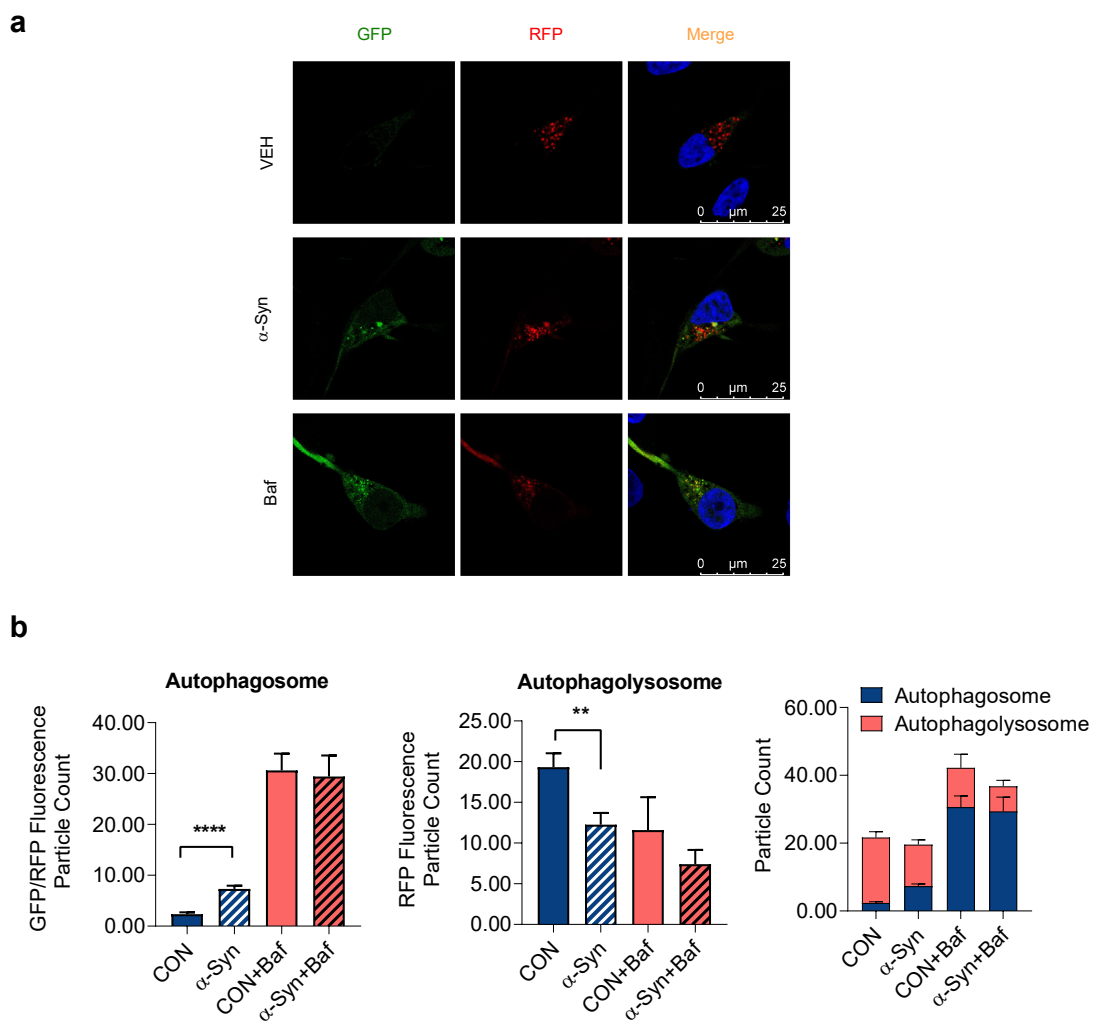 a
GFP RFP Merge
VEH
0 µm 25
α-Syn
0 µm 25
Baf
0 µm 25
b
Autophagosome
GFP/RFP Fluorescence
Particle Count
40.00
30.00
20.00
10.00
0.00
****
CON
α-Syn
CON+Baf
α-Syn+Baf
Autophagolysosome
RFP Fluorescence
Particle Count
25.00
20.00
15.00
10.00
5.00
0.00
**
CON
α-Syn
CON+Baf
α-Syn+Baf
Autophagosome
Autophagolysosome
Particle Count
60.00
40.00
20.00
0.00
CON
α-Syn
CON+Baf
α-Syn+Baf